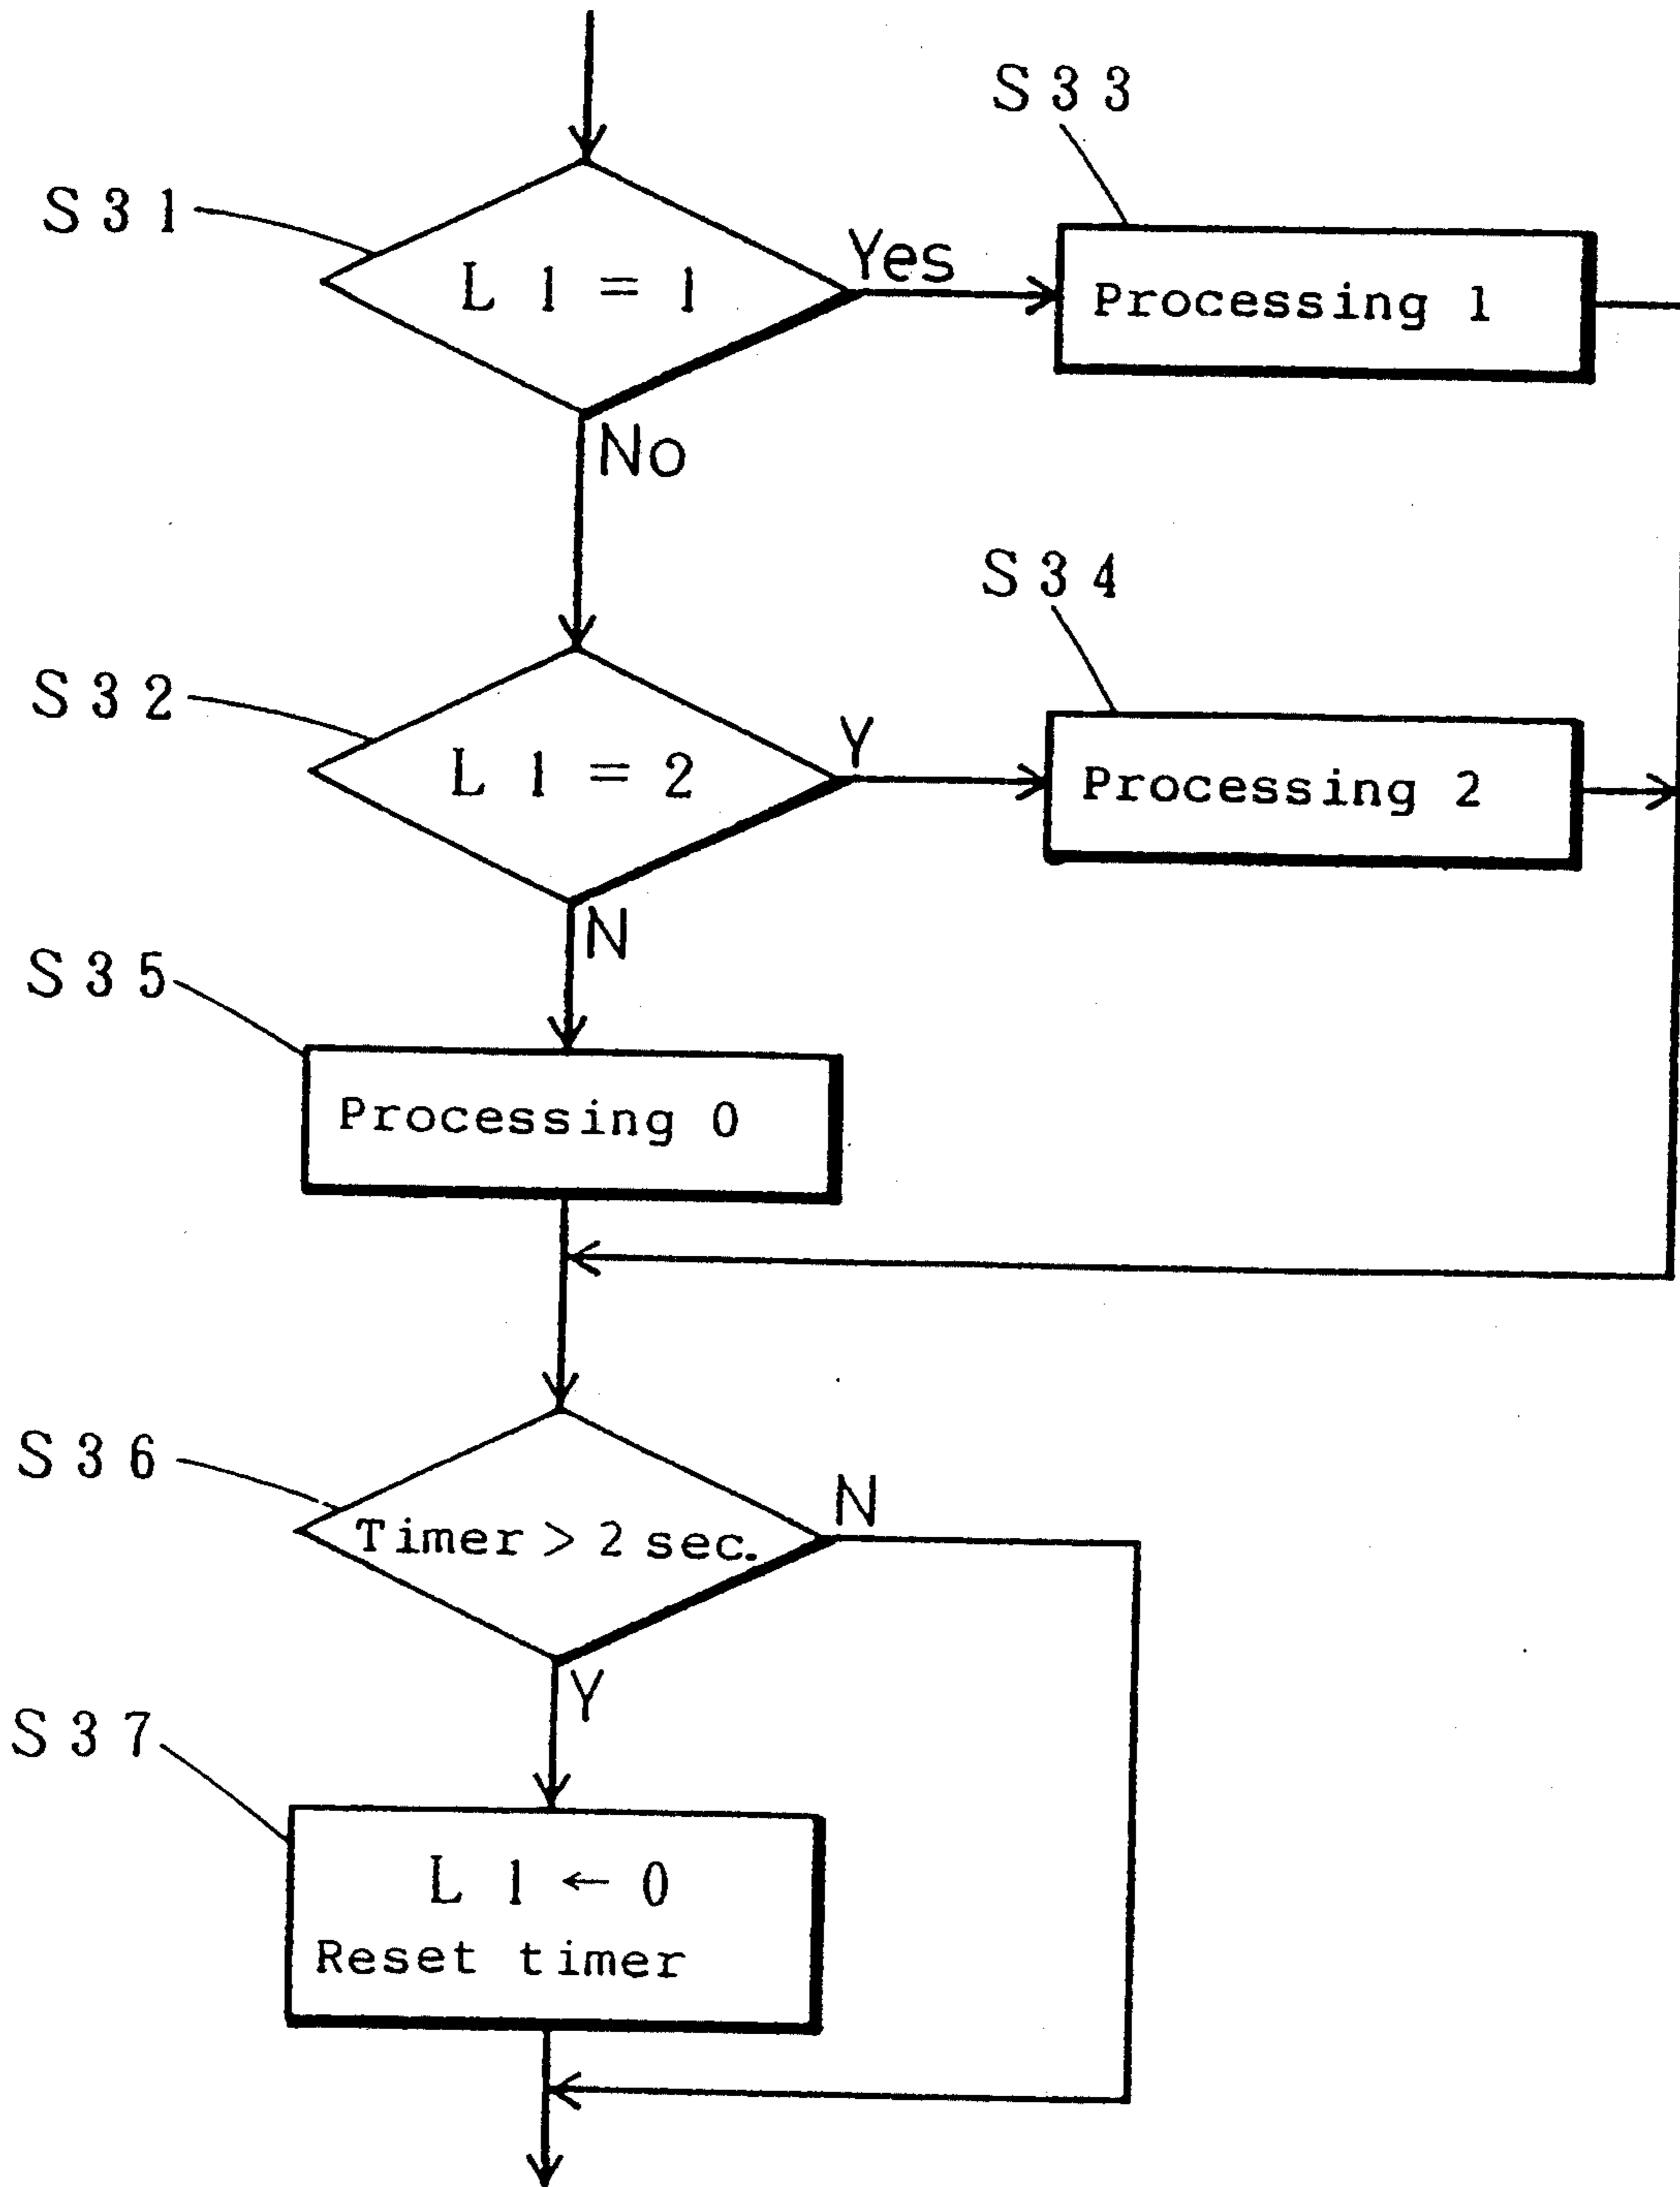 S33
S31
L1=1
Yes
Processing 1
No
S34
S32
L1=2
Y
Processing 2
N
S35
Processing 0
S36
Timer > 2 sec.
N
Y
S37
L1 ← 0
Reset timer